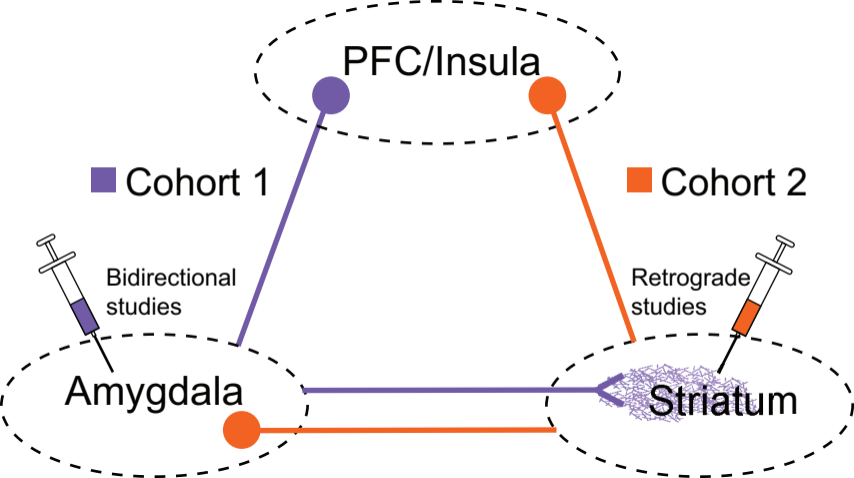 PFC/Insula
Cohort 1
Cohort 2
Bidirectional
studies
Retrograde
studies
Amygdala
Striatum